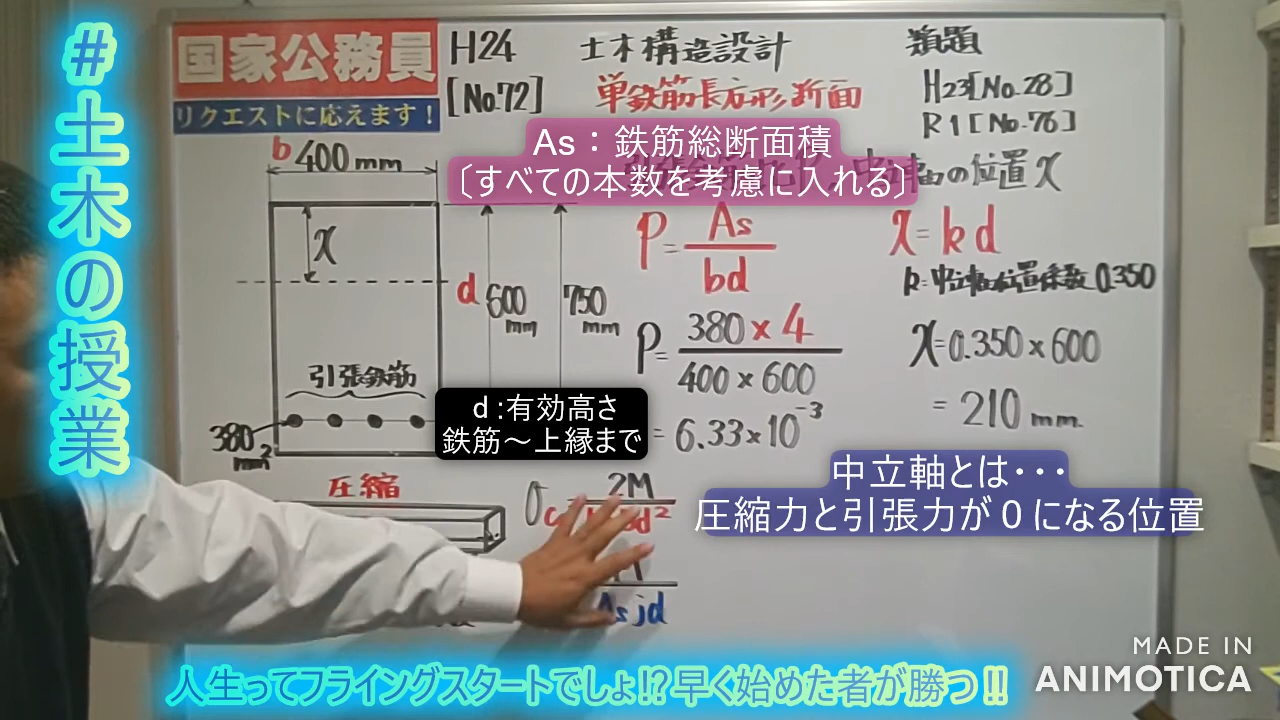 #土木の授業
国家公務員
リクエストに応えます!
H24
[No.72]
土木構造設計
単鉄筋長方形断面
類題
H23[No.28]
R1[No.76]
As：鉄筋総断面積
〔すべての本数を考慮に入れる〕
の位置 x
b
400mm
x
d
600
mm
750
mm
引張鉄筋
380
mm²
d:有効高さ
鉄筋～上縁まで
P = As / bd
P = 380×4 / 400×600
= 6.33×10⁻³
x = kd
k=中立軸位置係数 0.350
x=0.350×600
= 210mm
中立軸とは･･･
圧縮力と引張力が０になる位置
圧縮
2M
d²
As jd
人生ってフライングスタートでしょ!?早く始めた者が勝つ!!
MADE IN
ANIMOTICA